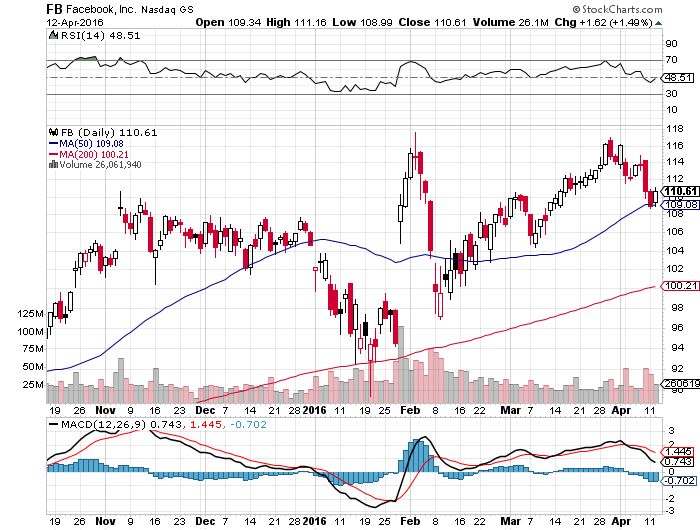 FB Facebook, Inc. Nasdaq GS © StockCharts.com
12-Apr-2016 Open 109.34 High 111.16 Low 108.99 Close 110.61 Volume 26.1M Chg +1.62 (+1.49%)
RSI(14) 48.51
90
70
50
48.51
30
10
FB (Daily) 110.61
MA(50) 109.08
MA(200) 100.21
Volume 26,061,940
118
116
114
112
110.61
109.08
108
106
104
102
100.21
98
96
94
92
90
125M
100M
75M
50M
25M
260619
19 26 Nov 9 16 23 Dec 7 14 21 28 2016 11 19 25 Feb 8 16 22 Mar 7 14 21 28 Apr 11
MACD(12,26,9) 0.743, 1.445, -0.702
3
2
1.445
0.743
0
-0.702
-2
-3
19 26 Nov 9 16 23 Dec 7 14 21 28 2016 11 19 25 Feb 8 16 22 Mar 7 14 21 28 Apr 11